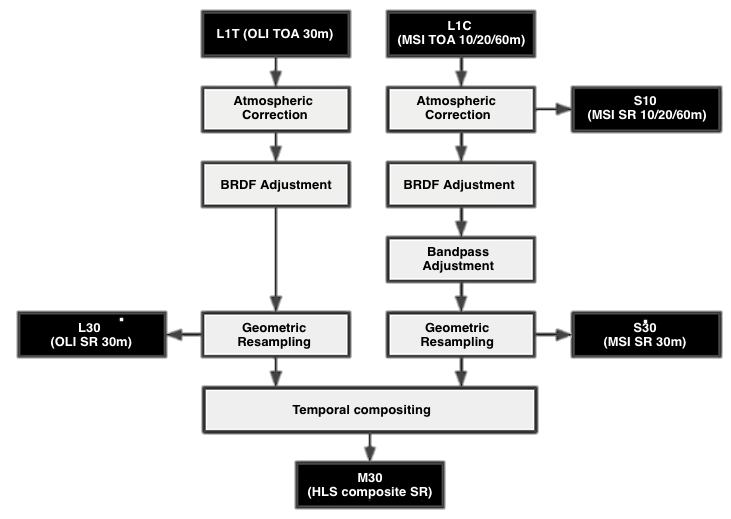 L1T (OLI TOA 30m)
L1C
(MSI TOA 10/20/60m)
Atmospheric
Correction
Atmospheric
Correction
S10
(MSI SR 10/20/60m)
BRDF Adjustment
BRDF Adjustment
Bandpass
Adjustment
L30
(OLI SR 30m)
Geometric
Resampling
Geometric
Resampling
S30
(MSI SR 30m)
Temporal compositing
M30
(HLS composite SR)